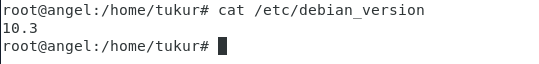 root@angel:/home/tukur# cat /etc/debian_version
10.3
root@angel:/home/tukur#